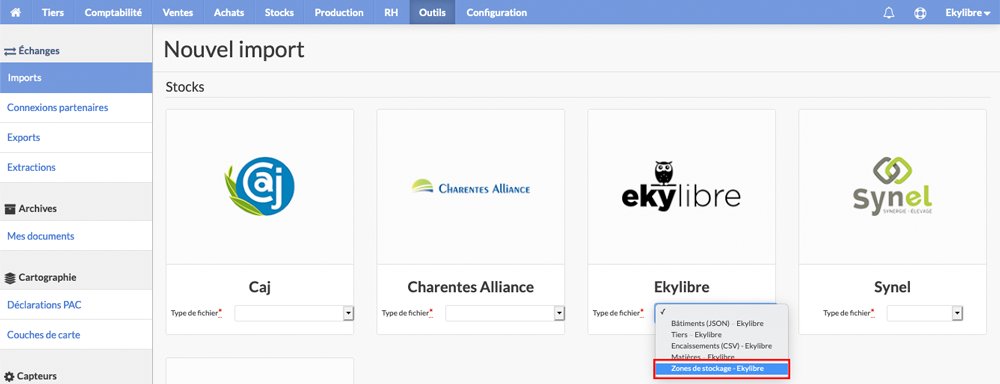 Tiers Comptabilité Ventes Achats Stocks Production RH Outils Configuration Ekylibre
Échanges
Imports
Connexions partenaires
Exports
Extractions
Archives
Mes documents
Cartographie
Déclarations PAC
Couches de carte
Capteurs
Nouvel import
Stocks
Caj
CHARENTES ALLIANCE
ekylibre
Synel
SYNERGIE - ÉLEVAGE
Caj
Charentes Alliance
Ekylibre
Synel
Type de fichier*
Type de fichier*
Type de fichier*
Type de fichier*
✓
Bâtiments (JSON) - Ekylibre
Tiers - Ekylibre
Encaissements (CSV) - Ekylibre
Matières - Ekylibre
Zones de stockage - Ekylibre